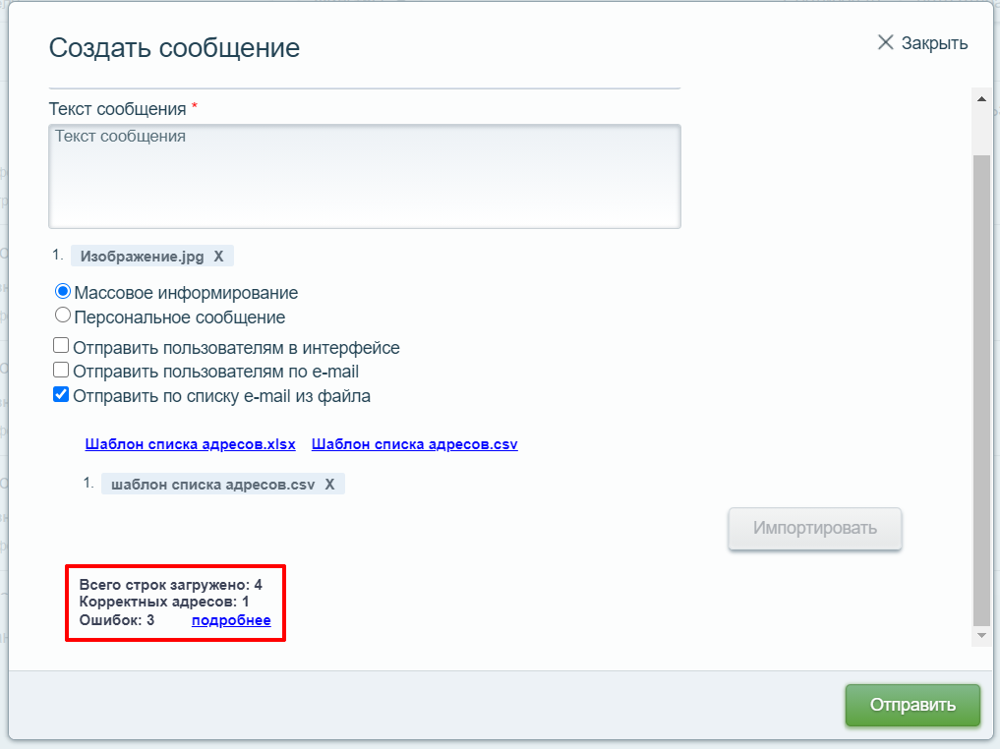 Создать сообщение
Закрыть
Текст сообщения *
Текст сообщения
1. Изображение.jpg X
Массовое информирование
Персональное сообщение
Отправить пользователям в интерфейсе
Отправить пользователям по e-mail
Отправить по списку e-mail из файла
Шаблон списка адресов.xlsx Шаблон списка адресов.csv
1. шаблон списка адресов.csv X
Импортировать
Всего строк загружено: 4
Корректных адресов: 1
Ошибок: 3 подробнее
Отправить